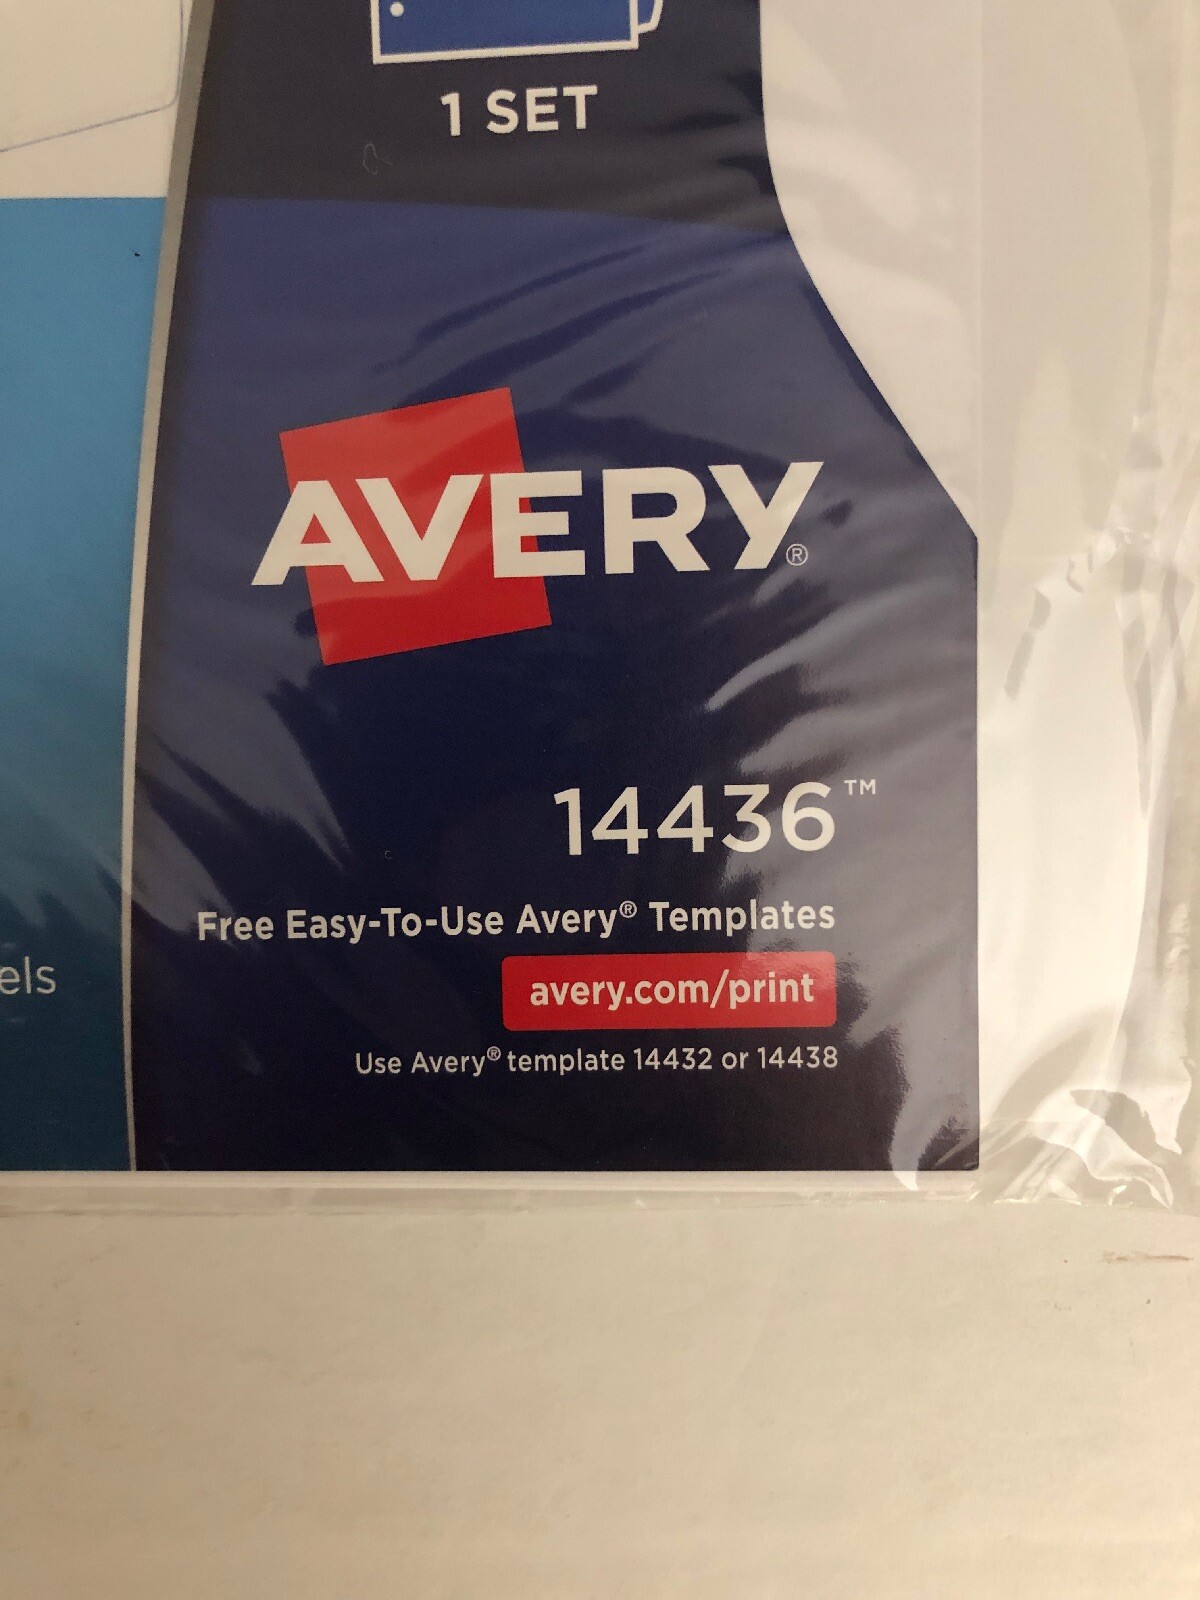 1 SET
AVERY®
14436™
Free Easy-To-Use Avery® Templates
els
avery.com/print
Use Avery® template 14432 or 14438